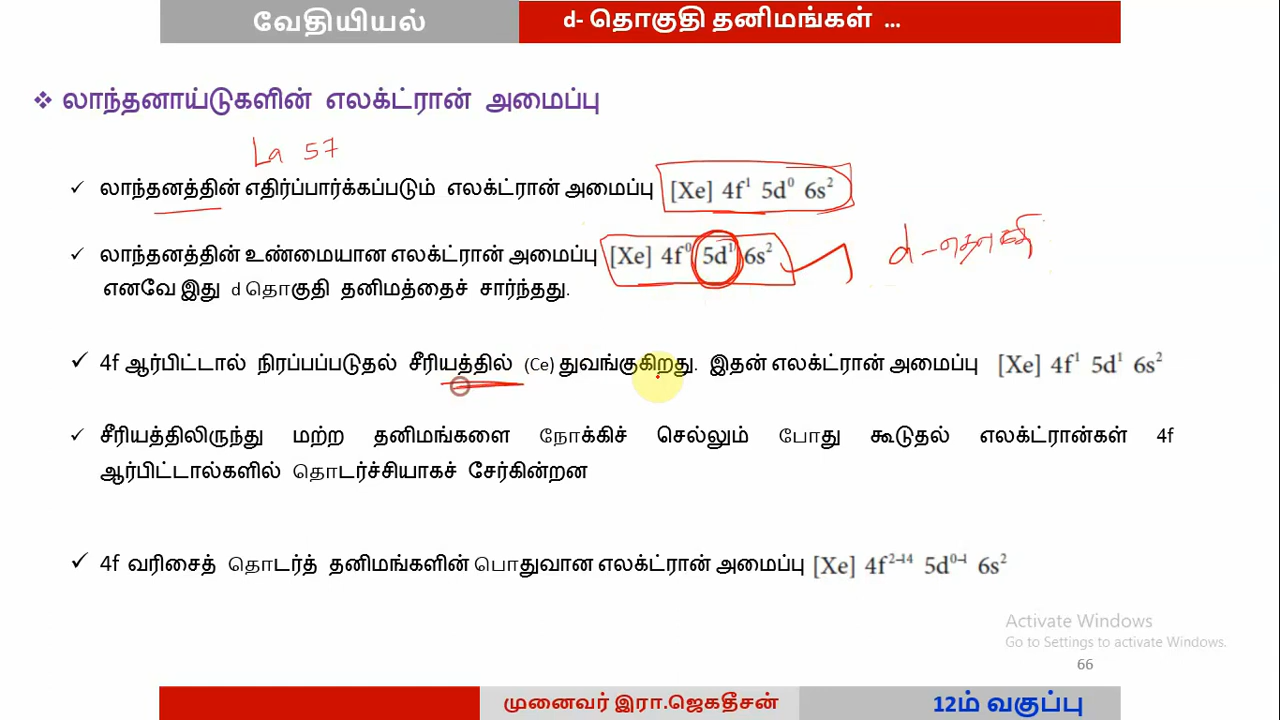 வேதியியல்
d- தொகுதி தனிமங்கள் ...
❖ லாந்தனாய்டுகளின் எலக்ட்ரான் அமைப்பு
La 57
✓ லாந்தனத்தின் எதிர்ப்பார்க்கப்படும் எலக்ட்ரான் அமைப்பு [Xe] 4f¹ 5d⁰ 6s²
✓ லாந்தனத்தின் உண்மையான எலக்ட்ரான் அமைப்பு [Xe] 4f⁰ 5d¹ 6s²
d-தொகுதி
எனவே இது d தொகுதி தனிமத்தைச் சார்ந்தது.
✓ 4f ஆர்பிட்டால் நிரப்பப்படுதல் சீரியத்தில் (Ce) துவங்குகிறது. இதன் எலக்ட்ரான் அமைப்பு [Xe] 4f¹ 5d¹ 6s²
✓ சீரியத்திலிருந்து மற்ற தனிமங்களை நோக்கிச் செல்லும் போது கூடுதல் எலக்ட்ரான்கள் 4f
ஆர்பிட்டால்களில் தொடர்ச்சியாகச் சேர்கின்றன
✓ 4f வரிசைத் தொடர்த் தனிமங்களின் பொதுவான எலக்ட்ரான் அமைப்பு [Xe] 4f²⁻¹⁴ 5d⁰⁻¹ 6s²
Activate Windows
Go to Settings to activate Windows.
66
முனைவர் இரா.ஜெகதீசன்
12ம் வகுப்பு